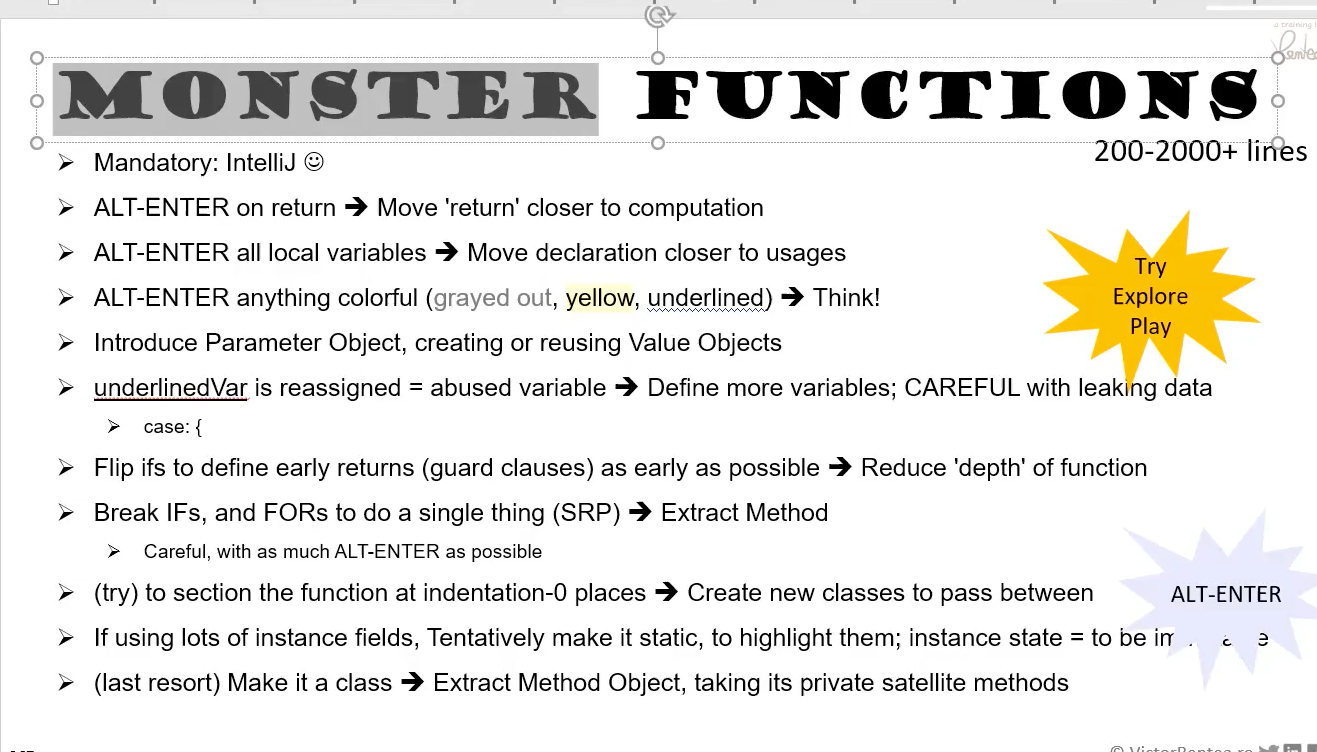 MONSTER FUNCTIONS
200-2000+ lines
➢ Mandatory: IntelliJ ☺
➢ ALT-ENTER on return ➔ Move 'return' closer to computation
➢ ALT-ENTER all local variables ➔ Move declaration closer to usages
➢ ALT-ENTER anything colorful (grayed out, yellow, underlined) ➔ Think!
Try
Explore
Play
➢ Introduce Parameter Object, creating or reusing Value Objects
➢ underlinedVar is reassigned = abused variable ➔ Define more variables; CAREFUL with leaking data
➢ case: {
➢ Flip ifs to define early returns (guard clauses) as early as possible ➔ Reduce 'depth' of function
➢ Break IFs, and FORs to do a single thing (SRP) ➔ Extract Method
➢ Careful, with as much ALT-ENTER as possible
➢ (try) to section the function at indentation-0 places ➔ Create new classes to pass between
ALT-ENTER
➢ If using lots of instance fields, Tentatively make it static, to highlight them; instance state = to be
➢ (last resort) Make it a class ➔ Extract Method Object, taking its private satellite methods